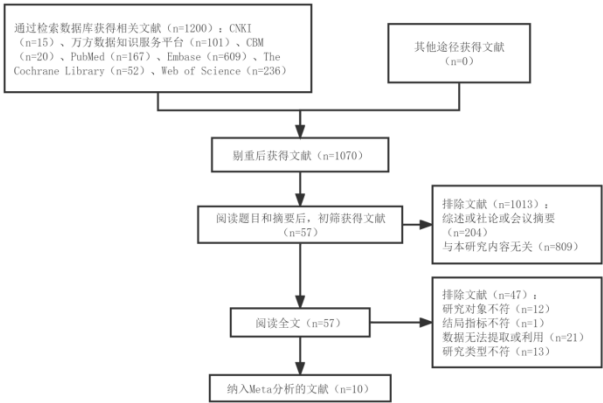 通过检索数据库获得相关文献（n=1200）：CNKI
（n=15）、万方数据知识服务平台（n=101）、CBM
（n=20）、PubMed（n=167）、Embase（n=609）、The
Cochrane Library（n=52）、Web of Science（n=236）
其他途径获得文献
（n=0）
剔重后获得文献（n=1070）
阅读题目和摘要后，初筛获得文献
（n=57）
排除文献（n=1013）：
综述或社论或会议摘要
（n=204）
与本研究内容无关（n=809）
阅读全文（n=57）
排除文献（n=47）：
研究对象不符（n=12）
结局指标不符（n=1）
数据无法提取或利用（n=21）
研究类型不符（n=13）
纳入Meta分析的文献（n=10）